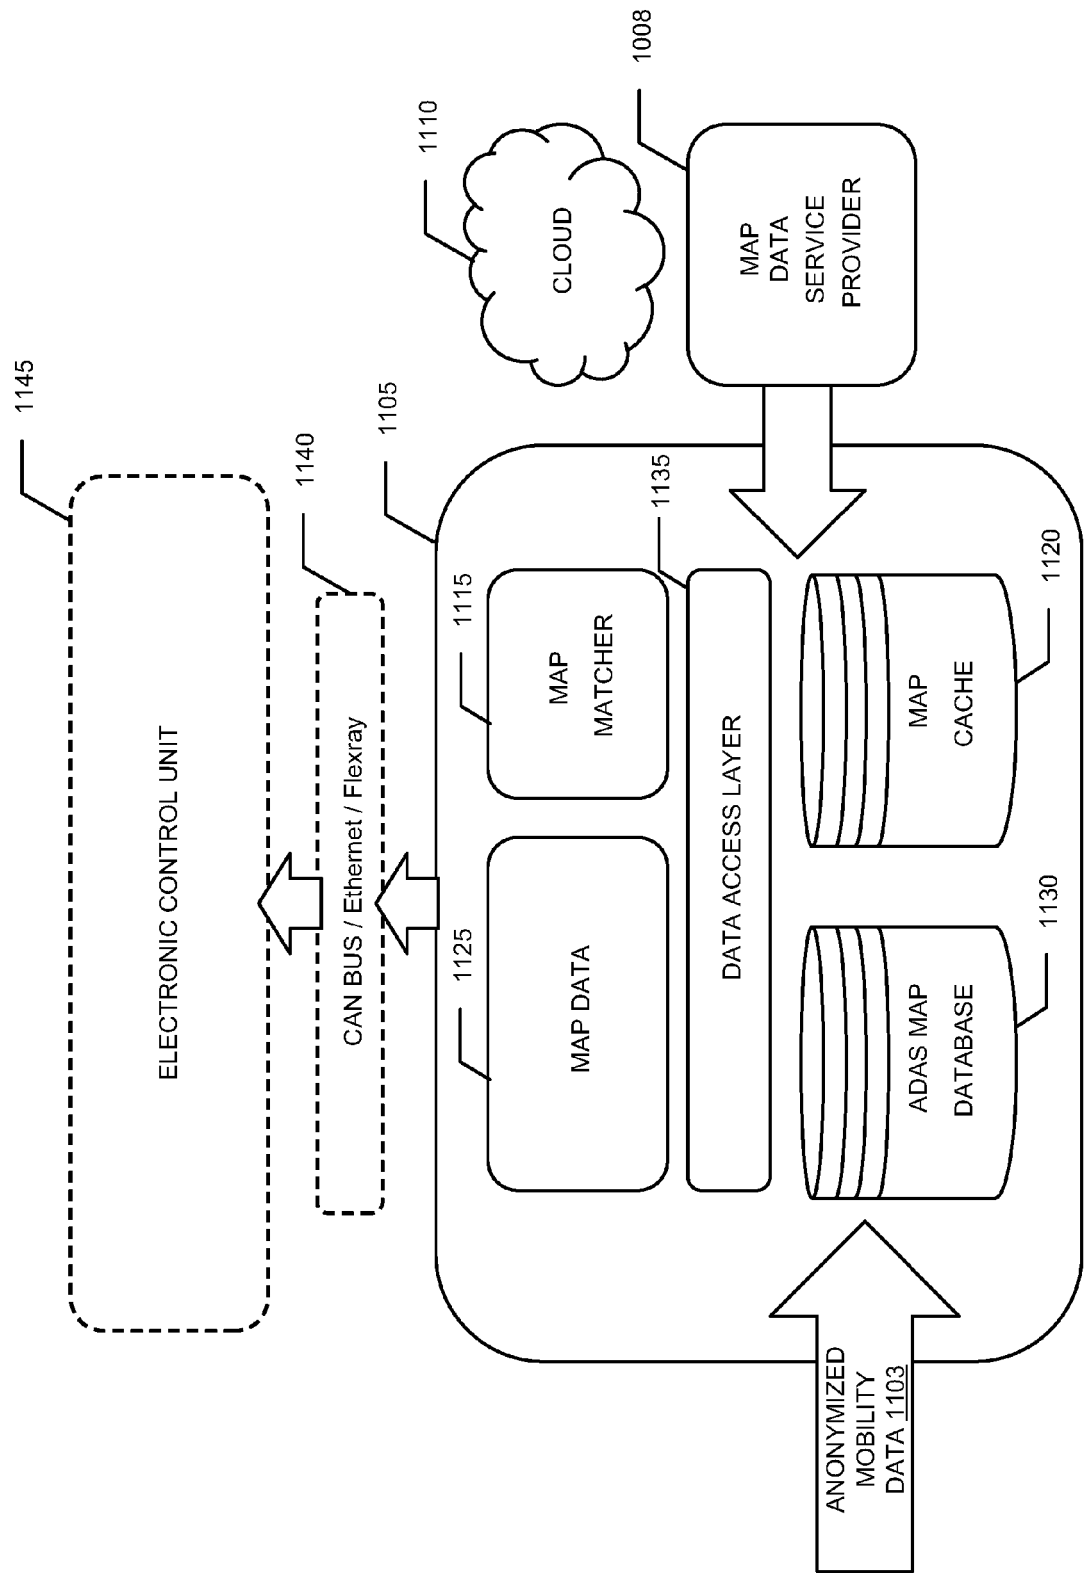 1145
ELECTRONIC CONTROL UNIT
1140
CAN BUS / Ethernet / Flexray
1105
1110
CLOUD
1008
MAP
DATA
SERVICE
PROVIDER
1125
MAP DATA
1115
MAP
MATCHER
1135
DATA ACCESS LAYER
ADAS MAP
DATABASE
1130
MAP
CACHE
1120
ANONYMIZED
MOBILITY
DATA 1103